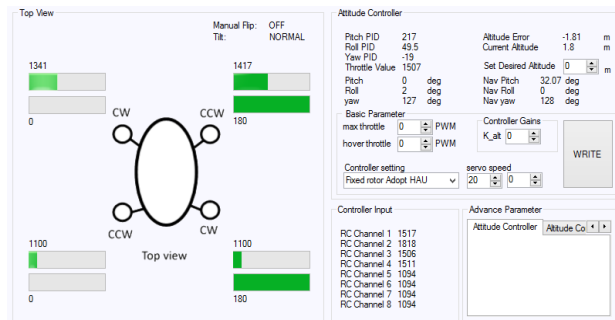 Top View
Manual Flip: OFF
Tilt: NORMAL
1341
1417
0
180
CW
CCW
CCW
CW
Top view
1100
1100
0
180
Attitude Controller
Pitch PID 217
Roll PID 49.5
Yaw PID -19
Throttle Value 1507
Altitude Error -1.81 m
Current Altitude 1.8 m
Set Desired Altitude 0 m
Pitch 0 deg
Roll 2 deg
yaw 127 deg
Nav Pitch 32.07 deg
Nav Roll 0 deg
Nav yaw 128 deg
Basic Parameter
max throttle 0 PWM
hover throttle 0 PWM
Controller Gains
K_alt 0
WRITE
Controller setting
Fixed rotor Adopt HAU
servo speed
20 0
Controller Input
RC Channel 1 1517
RC Channel 2 1818
RC Channel 3 1506
RC Channel 4 1511
RC Channel 5 1094
RC Channel 6 1094
RC Channel 7 1094
RC Channel 8 1094
Advance Parameter
Attitude Controller Altitude Co